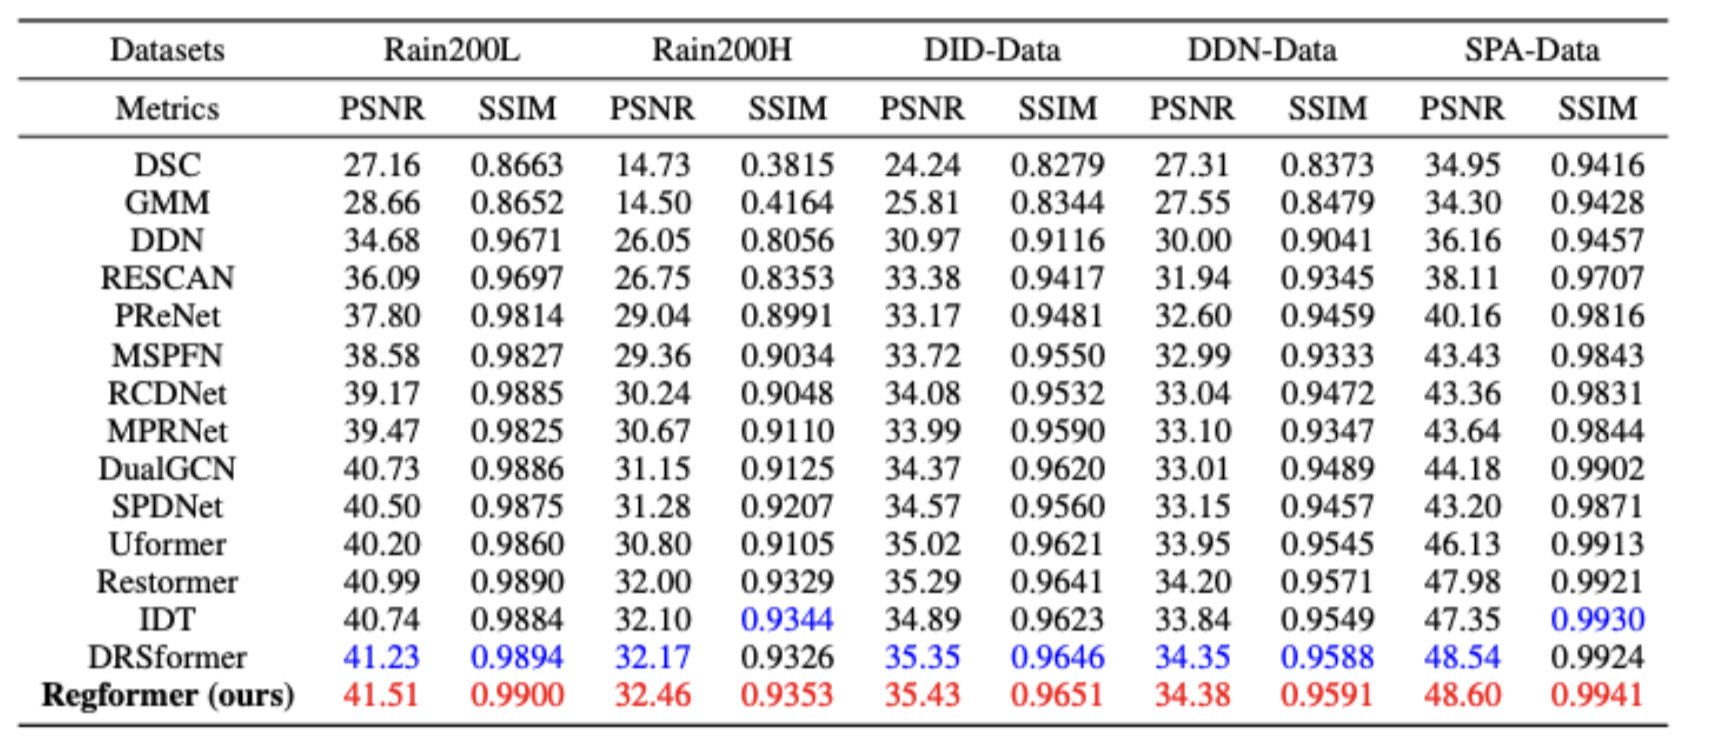 Datasets Rain200L Rain200H DID-Data DDN-Data SPA-Data
Metrics PSNR SSIM PSNR SSIM PSNR SSIM PSNR SSIM PSNR SSIM
DSC 27.16 0.8663 14.73 0.3815 24.24 0.8279 27.31 0.8373 34.95 0.9416
GMM 28.66 0.8652 14.50 0.4164 25.81 0.8344 27.55 0.8479 34.30 0.9428
DDN 34.68 0.9671 26.05 0.8056 30.97 0.9116 30.00 0.9041 36.16 0.9457
RESCAN 36.09 0.9697 26.75 0.8353 33.38 0.9417 31.94 0.9345 38.11 0.9707
PReNet 37.80 0.9814 29.04 0.8991 33.17 0.9481 32.60 0.9459 40.16 0.9816
MSPFN 38.58 0.9827 29.36 0.9034 33.72 0.9550 32.99 0.9333 43.43 0.9843
RCDNet 39.17 0.9885 30.24 0.9048 34.08 0.9532 33.04 0.9472 43.36 0.9831
MPRNet 39.47 0.9825 30.67 0.9110 33.99 0.9590 33.10 0.9347 43.64 0.9844
DualGCN 40.73 0.9886 31.15 0.9125 34.37 0.9620 33.01 0.9489 44.18 0.9902
SPDNet 40.50 0.9875 31.28 0.9207 34.57 0.9560 33.15 0.9457 43.20 0.9871
Uformer 40.20 0.9860 30.80 0.9105 35.02 0.9621 33.95 0.9545 46.13 0.9913
Restormer 40.99 0.9890 32.00 0.9329 35.29 0.9641 34.20 0.9571 47.98 0.9921
IDT 40.74 0.9884 32.10 0.9344 34.89 0.9623 33.84 0.9549 47.35 0.9930
DRSformer 41.23 0.9894 32.17 0.9326 35.35 0.9646 34.35 0.9588 48.54 0.9924
Regformer (ours) 41.51 0.9900 32.46 0.9353 35.43 0.9651 34.38 0.9591 48.60 0.9941